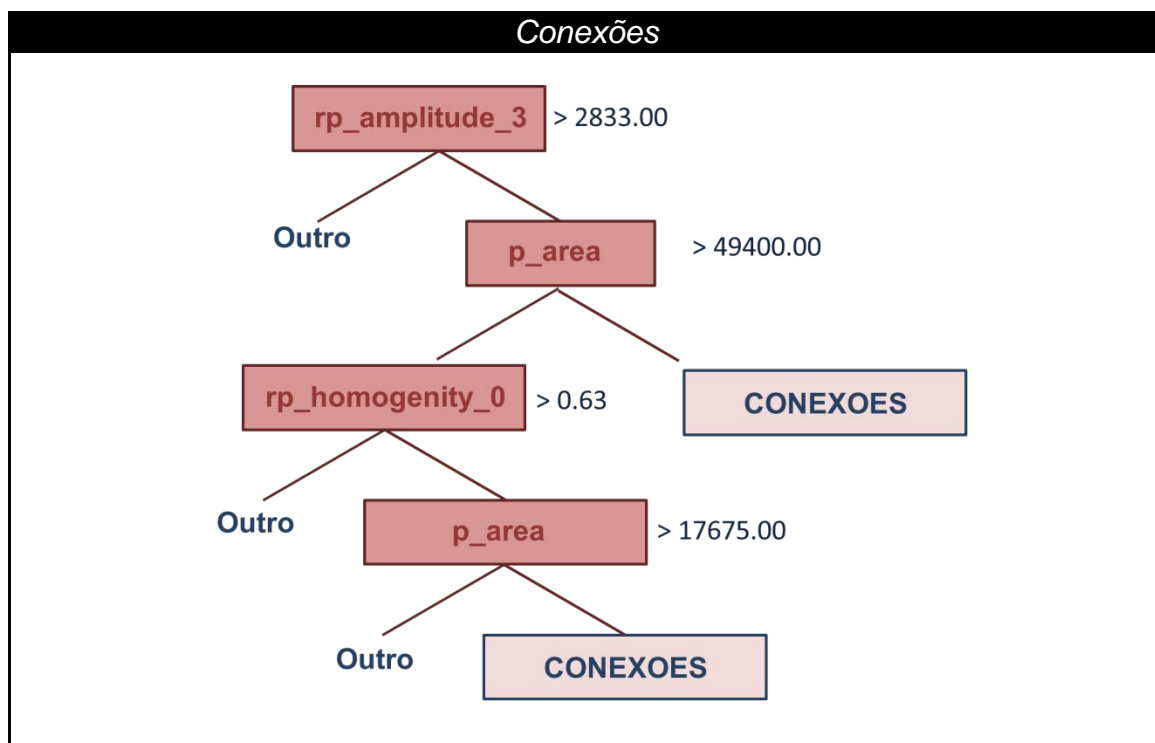 Conexões
rp_amplitude_3 > 2833.00
Outro
p_area > 49400.00
rp_homogenity_0 > 0.63
CONEXOES
Outro
p_area > 17675.00
Outro
CONEXOES